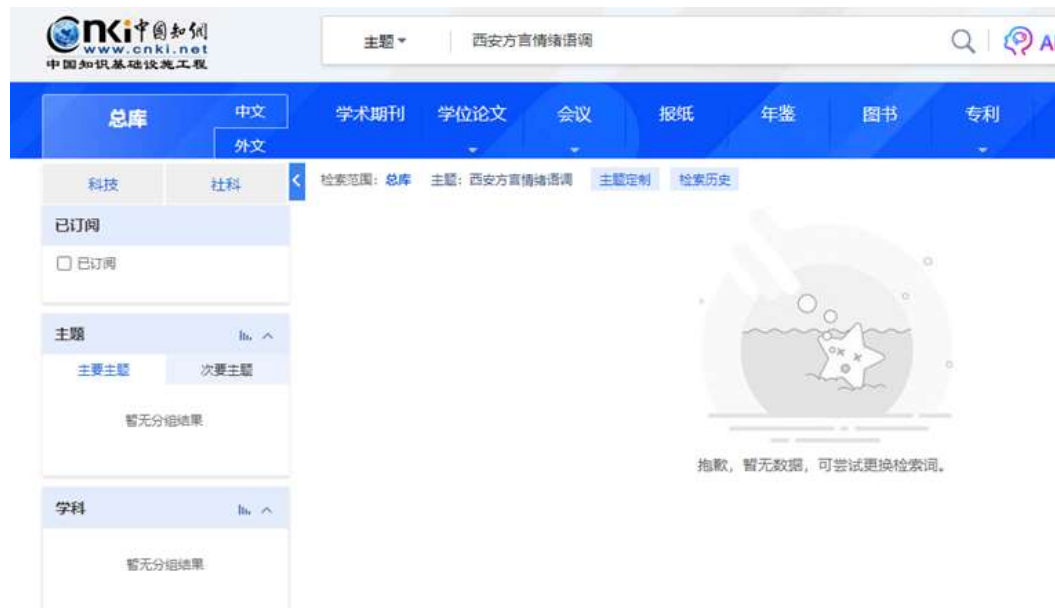 cnki中国知网
www.cnki.net
中国知识基础设施工程
主题
西安方言情绪语调
AI
总库
中文
外文
学术期刊
学位论文
会议
报纸
年鉴
图书
专利
科技
社科
检索范围：总库 主题：西安方言情绪语调 主题定制 检索历史
已订阅
已订阅
主题
主要主题
次要主题
暂无分组结果
抱歉，暂无数据，可尝试更换检索词。
学科
暂无分组结果